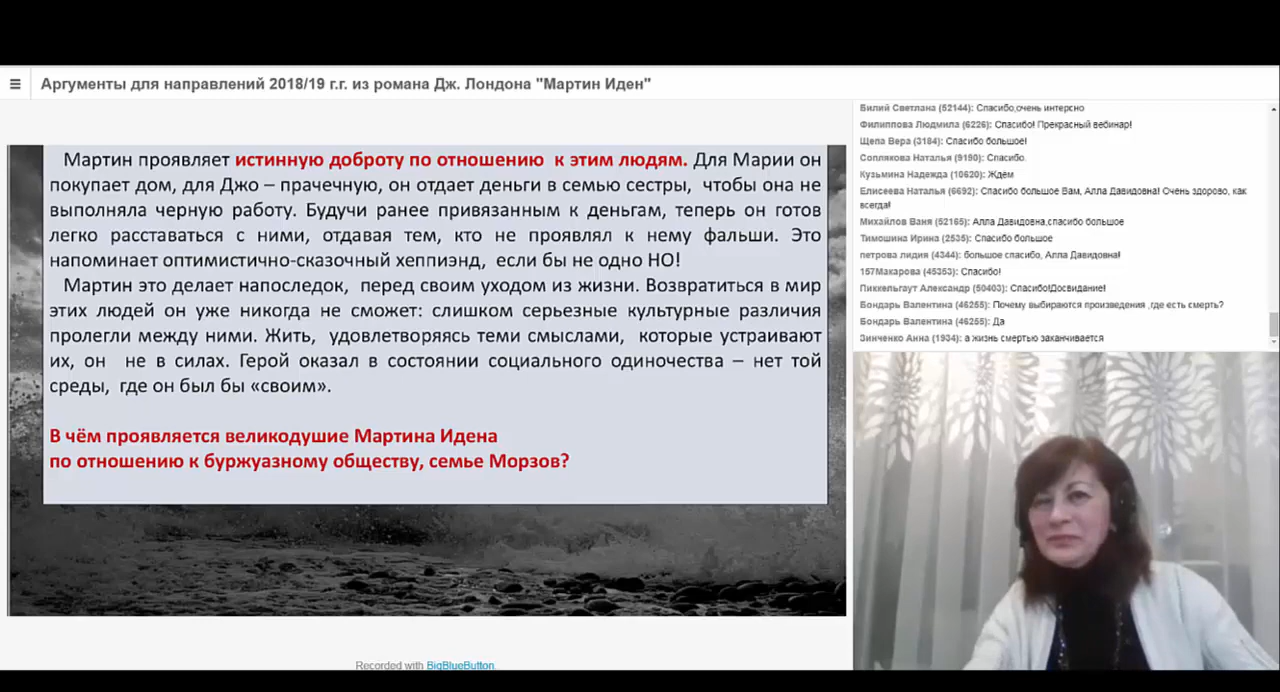 Аргументы для направлений 2018/19 г.г. из романа Дж. Лондона "Мартин Иден"
Мартин проявляет истинную доброту по отношению к этим людям. Для Марии он
покупает дом, для Джо – прачечную, он отдает деньги в семью сестры, чтобы она не
выполняла черную работу. Будучи ранее привязанным к деньгам, теперь он готов
легко расставаться с ними, отдавая тем, кто не проявлял к нему фальши. Это
напоминает оптимистично-сказочный хеппиэнд, если бы не одно НО!
Мартин это делает напоследок, перед своим уходом из жизни. Возвратиться в мир
этих людей он уже никогда не сможет: слишком серьезные культурные различия
пролегли между ними. Жить, удовлетворяясь теми смыслами, которые устраивают
их, он не в силах. Герой оказал в состоянии социального одиночества – нет той
среды, где он был бы «своим».
В чём проявляется великодушие Мартина Идена
по отношению к буржуазному обществу, семье Морзов?
Билий Светлана (52144): Спасибо,очень интерсно
Филиппова Людмила (6226): Спасибо! Прекрасный вебинар!
Щепа Вера (3184): Спасибо большое!
Соплякова Наталья (9190): Спасибо.
Кузьмина Надежда (10620): Ждём
Елисеева Наталья (6692): Спасибо большое Вам, Алла Давидовна! Очень здорово, как
всегда!
Михайлов Ваня (52165): Алла Давидовна,спасибо большое
Тимошина Ирина (2535): Спасибо большое
петрова лидия (4344): большое спасибо, Алла Давидовна!
157Макарова (45353): Спасибо!
Пиккельгаут Александр (50403): Спасибо!Досвидание!
Бондарь Валентина (46255): Почему выбираются произведения ,где есть смерть?
Бондарь Валентина (46255): Да
Зинченко Анна (1934): а жизнь смертью заканчивается
Recorded with BigBlueButton.